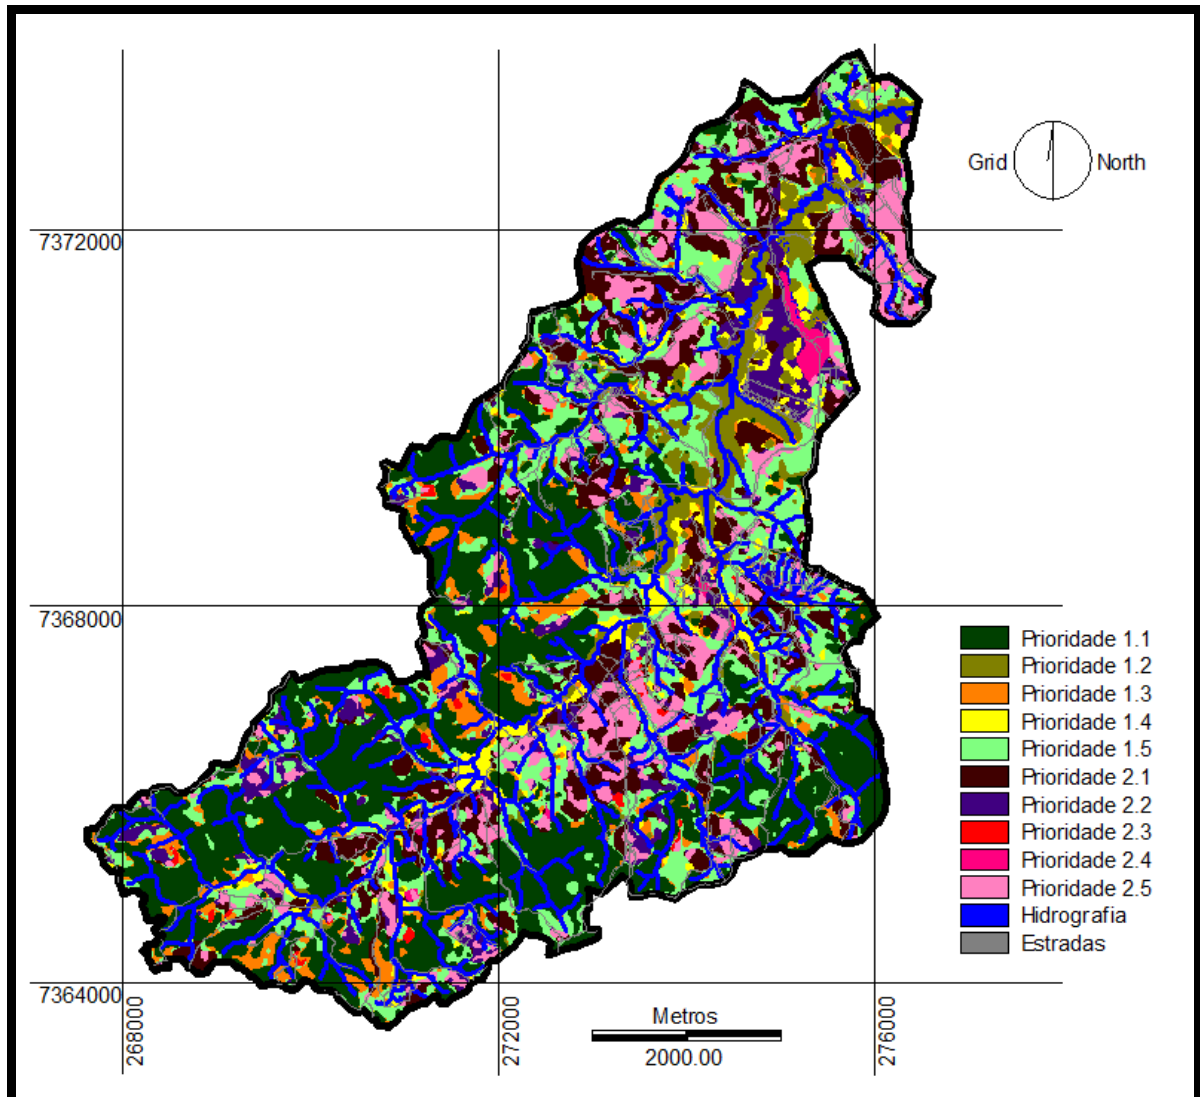 Grid North
7372000
7368000
Prioridade 1.1
Prioridade 1.2
Prioridade 1.3
Prioridade 1.4
Prioridade 1.5
Prioridade 2.1
Prioridade 2.2
Prioridade 2.3
Prioridade 2.4
Prioridade 2.5
Hidrografia
Estradas
7364000
268000
272000
276000
Metros
2000.00